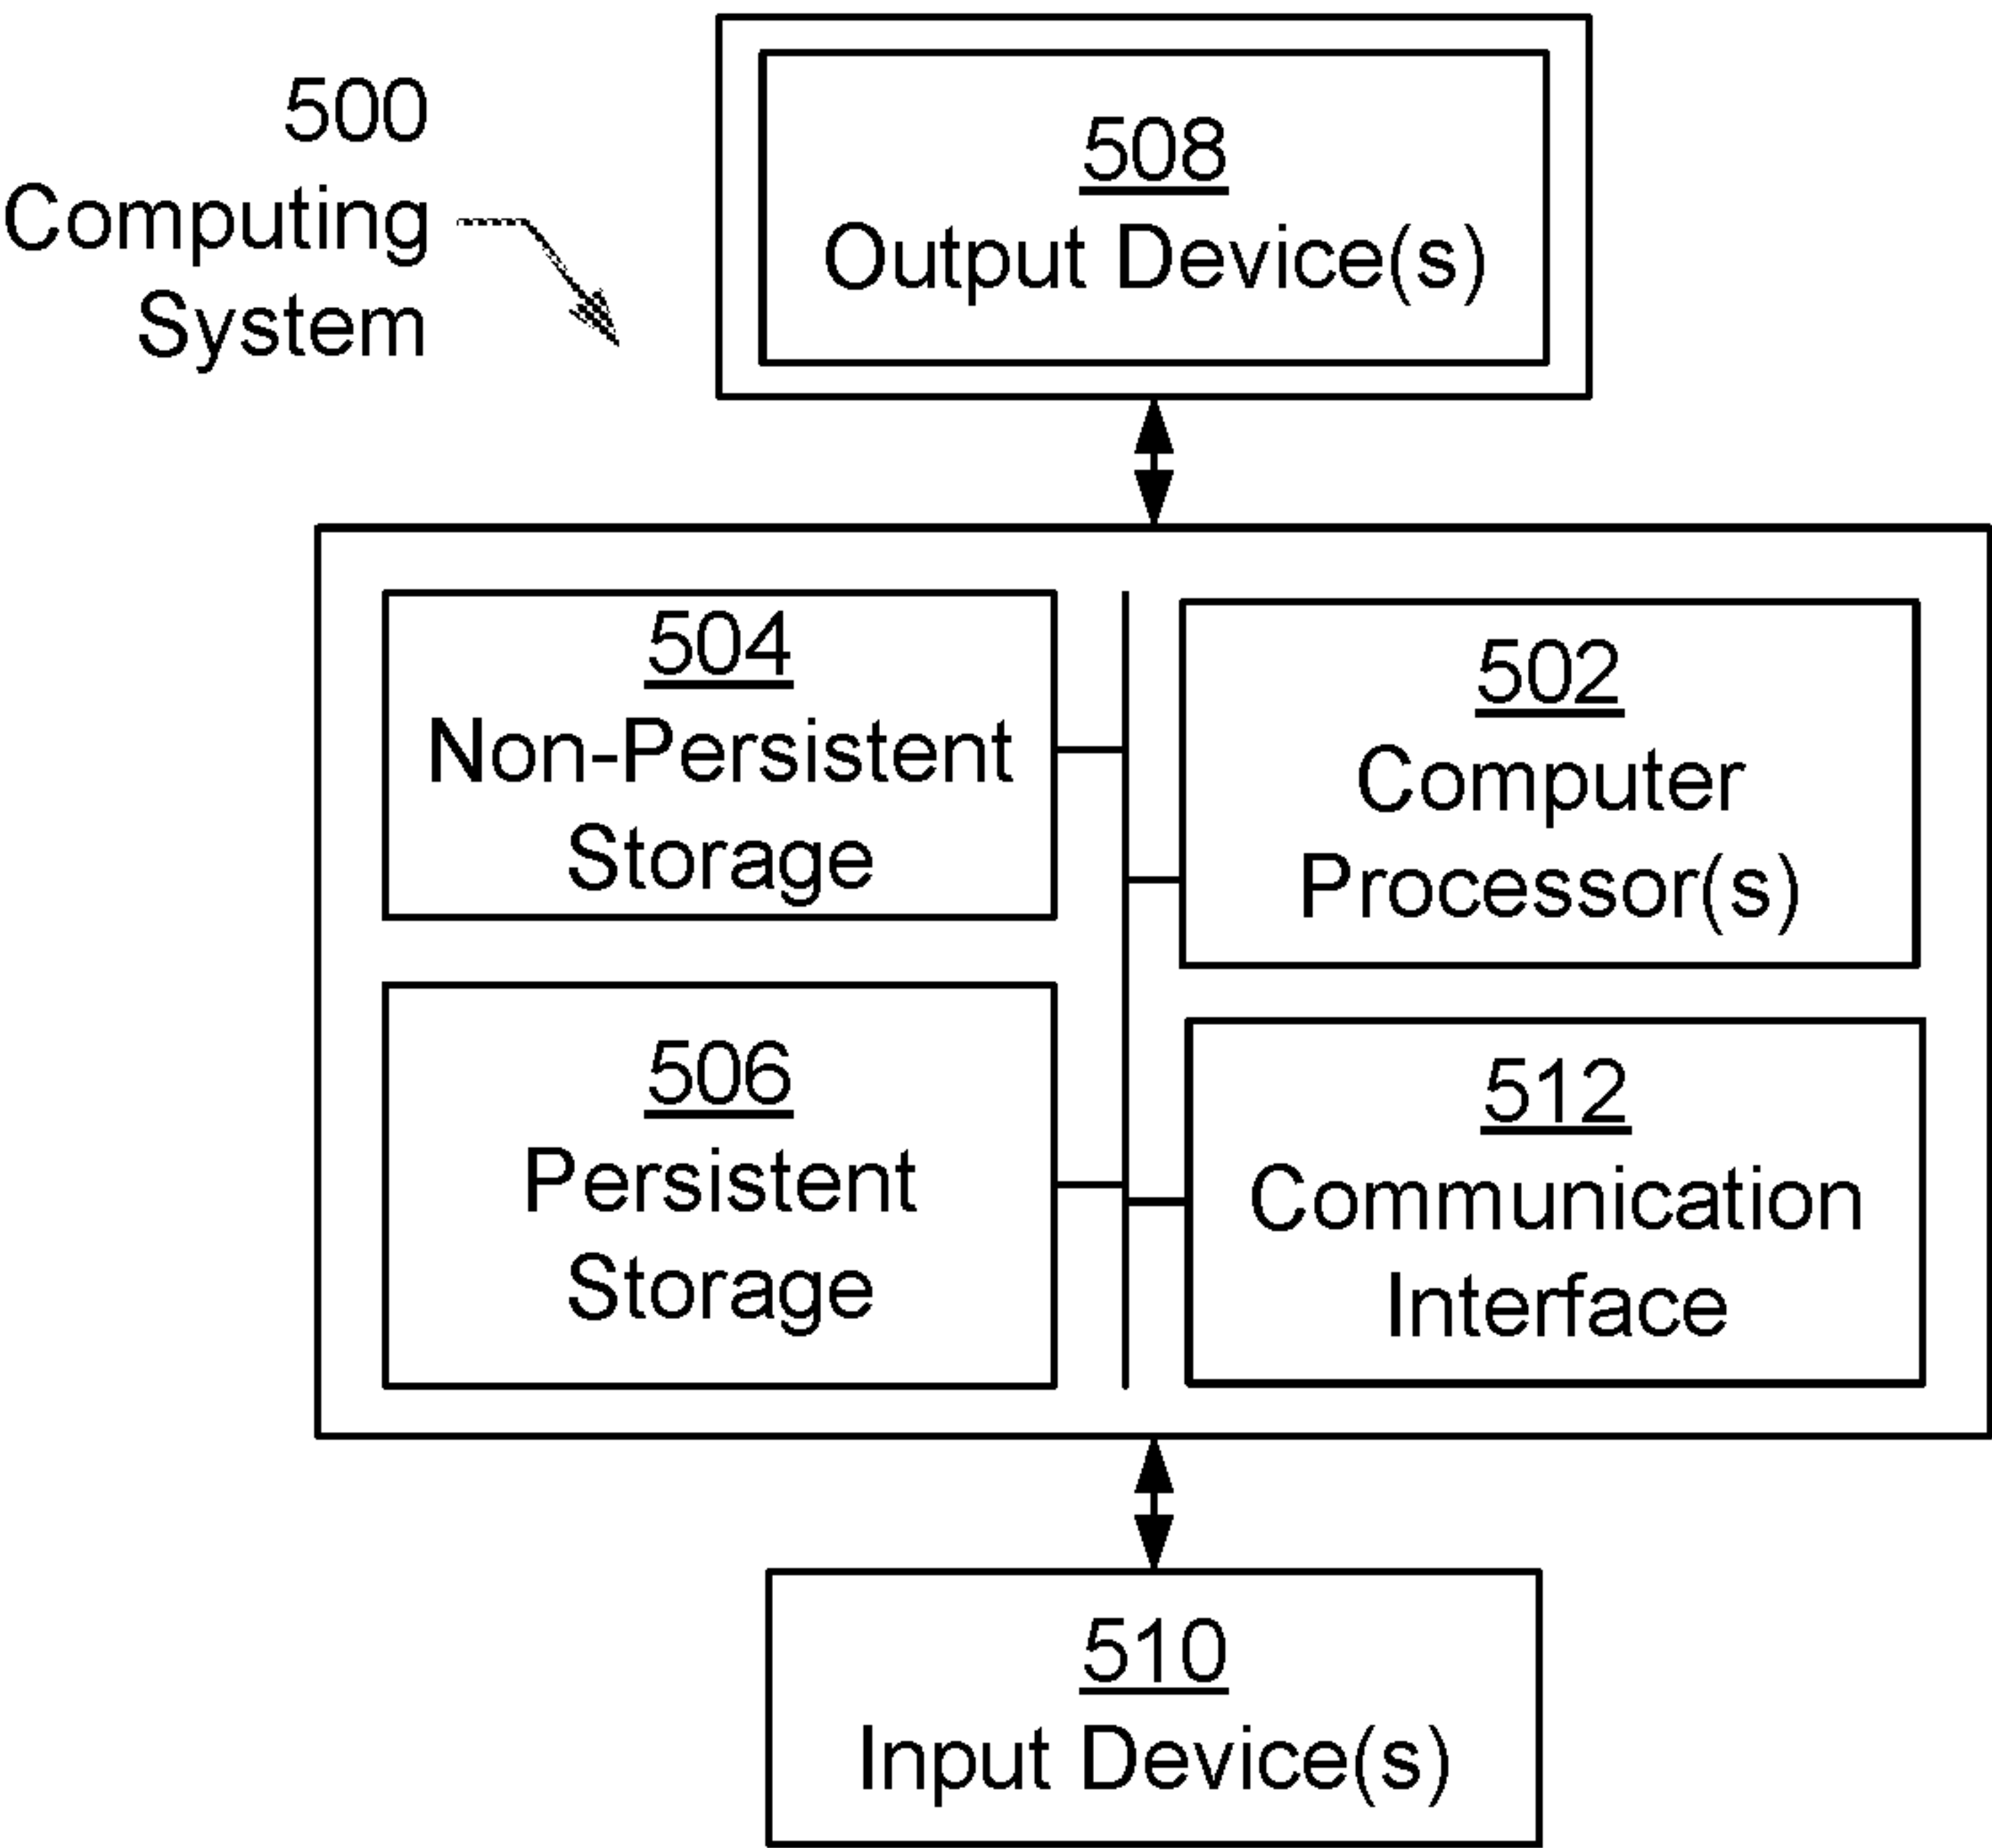 500
Computing
System
508
Output Device(s)
504
Non-Persistent
Storage
502
Computer
Processor(s)
506
Persistent
Storage
512
Communication
Interface
510
Input Device(s)